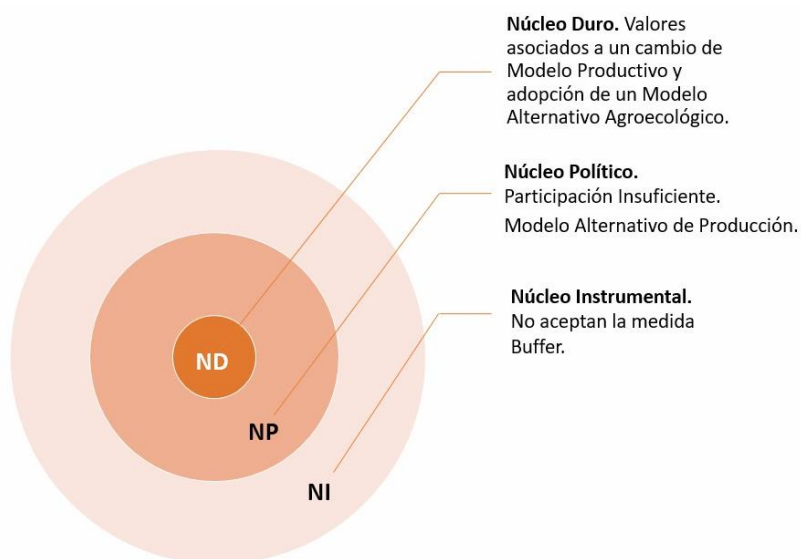 Núcleo Duro. Valores
asociados a un cambio de
Modelo Productivo y
adopción de un Modelo
Alternativo Agroecológico.
Núcleo Político.
Participación Insuficiente.
Modelo Alternativo de Producción.
Núcleo Instrumental.
No aceptan la medida
Buffer.
ND
NP
NI